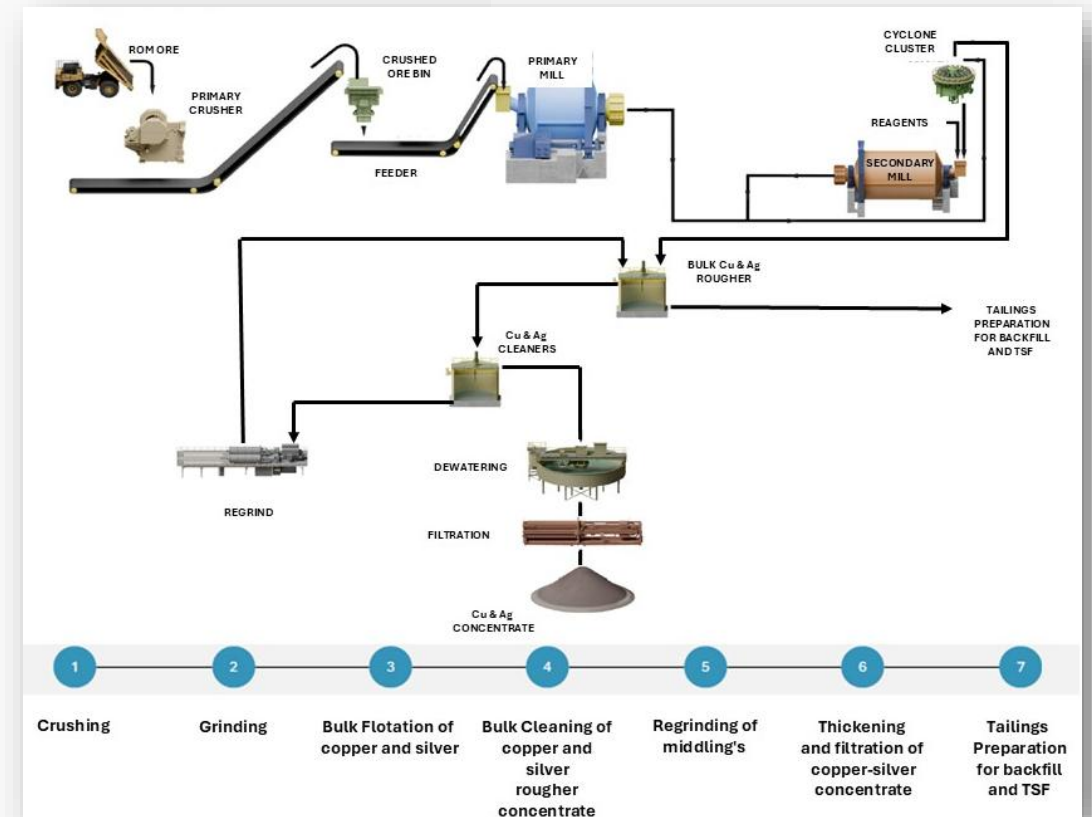 ROM ORE
PRIMARY
CRUSHER
CRUSHED
ORE BIN
FEEDER
PRIMARY
MILL
CYCLONE
CLUSTER
REAGENTS
SECONDARY
MILL
BULK Cu & Ag
ROUGHER
TAILINGS
PREPARATION
FOR BACKFILL
AND TSF
Cu & Ag
CLEANERS
REGRIND
DEWATERING
FILTRATION
Cu & Ag
CONCENTRATE
1
2
3
4
5
6
7
Crushing
Grinding
Bulk Flotation of
copper and silver
Bulk Cleaning of
copper and
silver
rougher
concentrate
Regrinding of
middling's
Thickening
and filtration of
copper-silver
concentrate
Tailings
Preparation
for backfill
and TSF